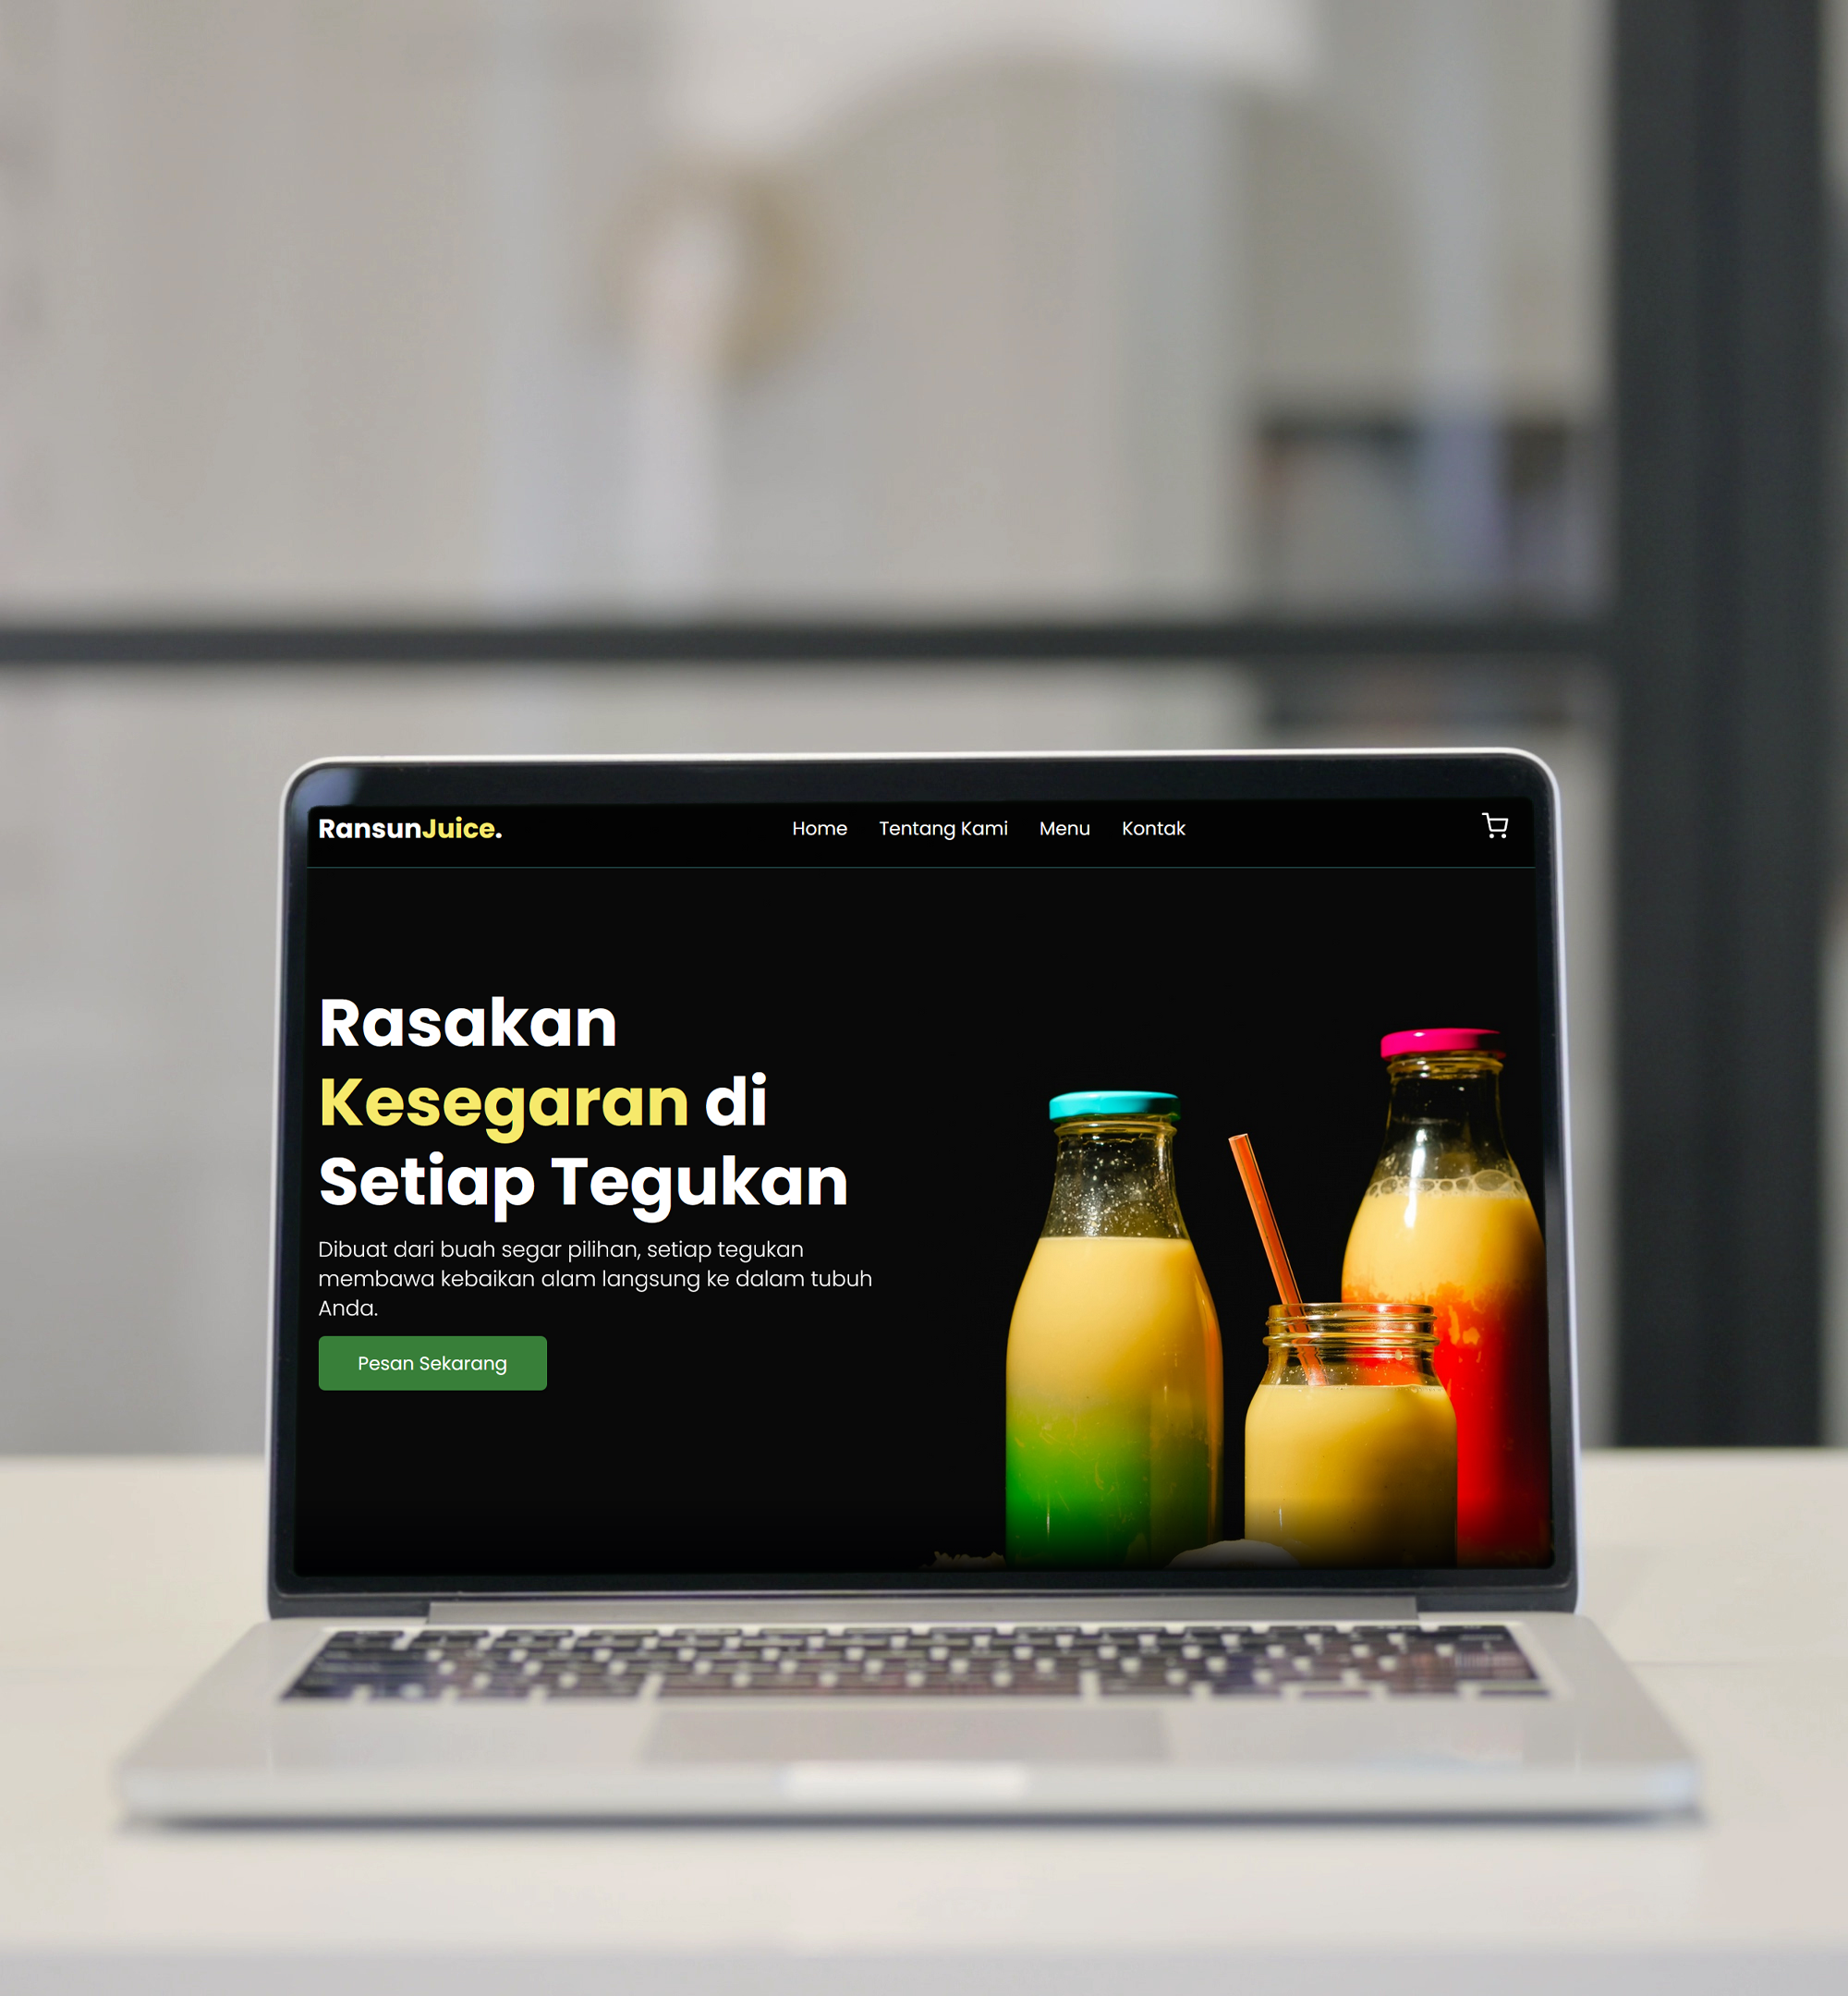 RansunJuice.
Home Tentang Kami Menu Kontak
Rasakan
Kesegaran di
Setiap Tegukan
Dibuat dari buah segar pilihan, setiap tegukan
membawa kebaikan alam langsung ke dalam tubuh
Anda.
Pesan Sekarang